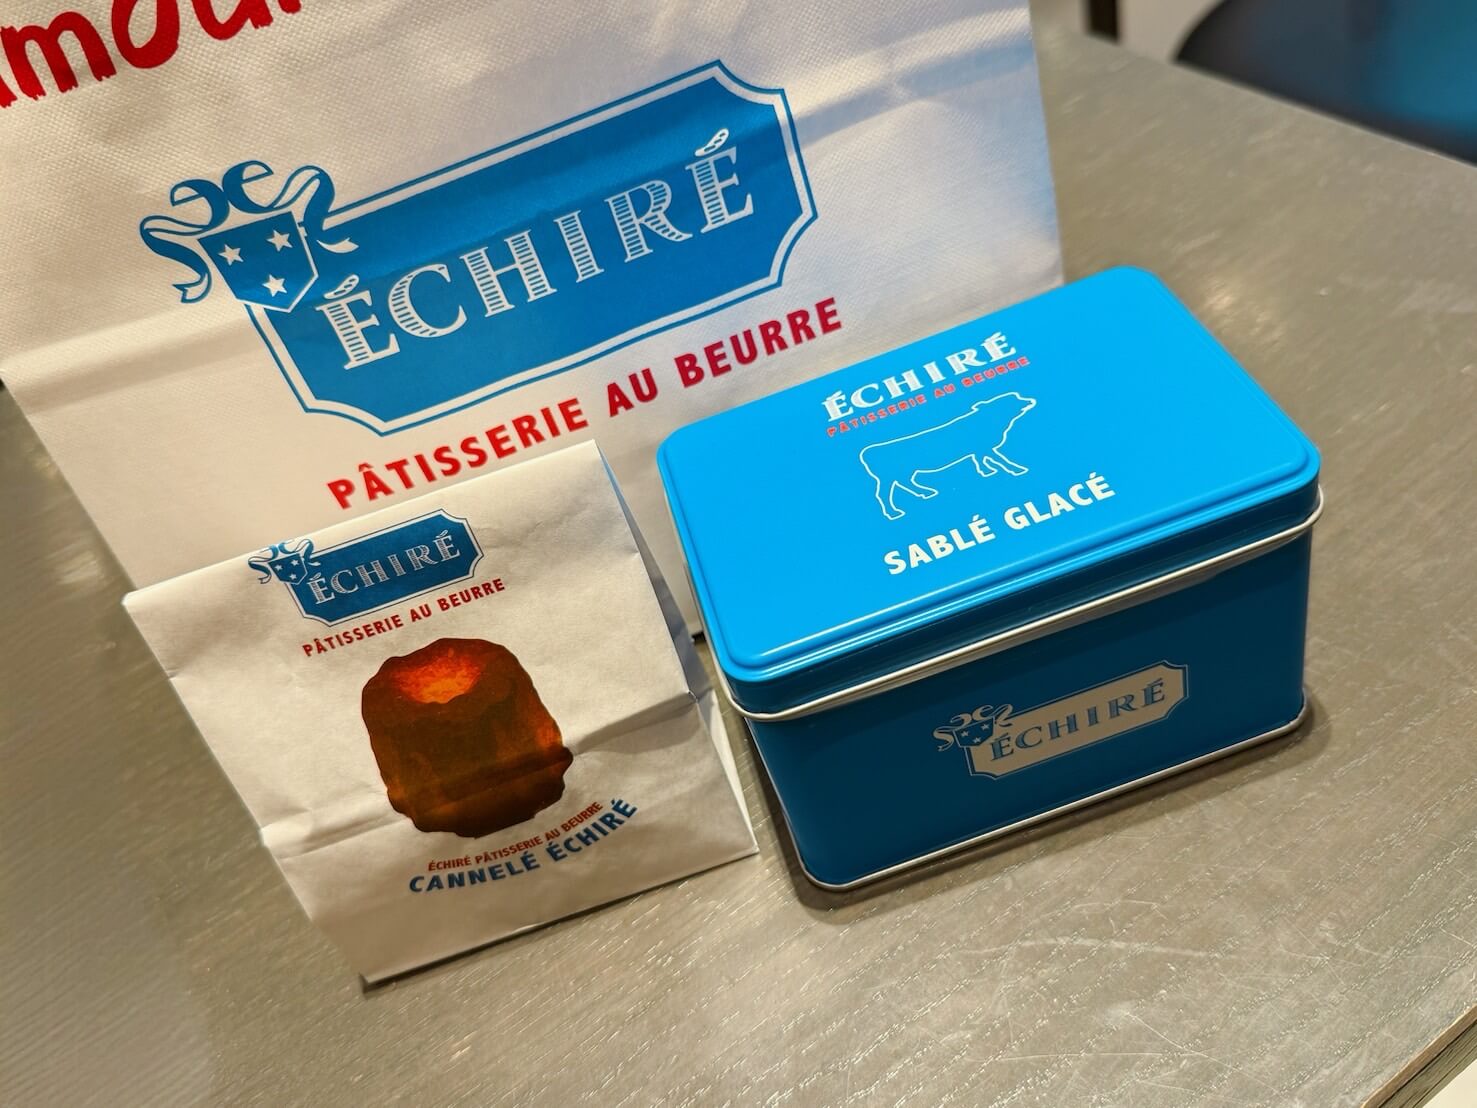 ÉCHIRÉ
PÂTISSERIE AU BEURRE
ÉCHIRÉ
PÂTISSERIE AU BEURRE
SABLÉ GLACÉ
ÉCHIRÉ
ÉCHIRÉ
PÂTISSERIE AU BEURRE
ÉCHIRÉ PÂTISSERIE AU BEURRE
CANNELÉ ÉCHIRÉ